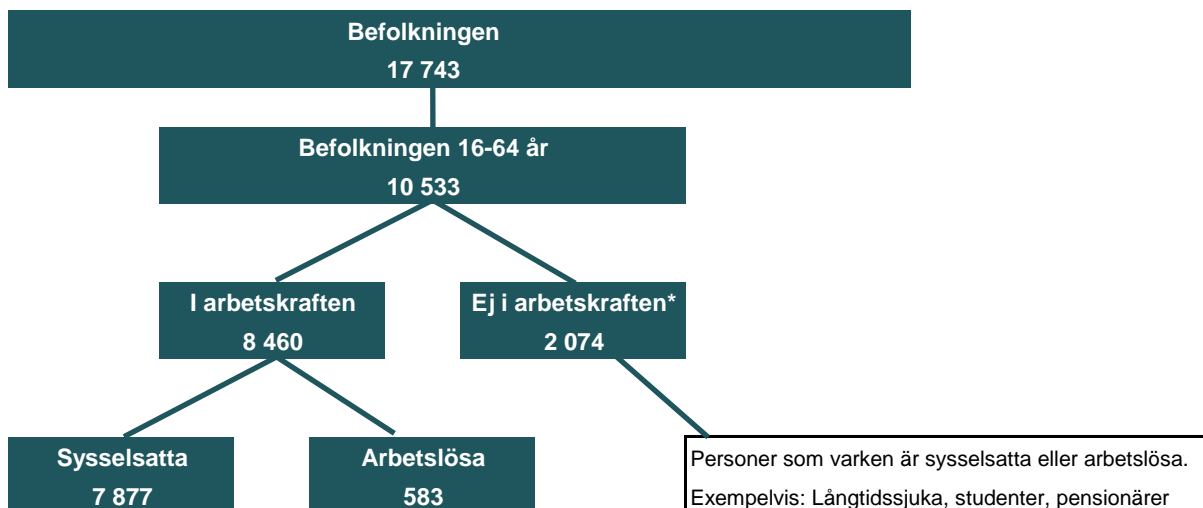 Befolkningen
17 743
Befolkningen 16-64 år
10 533
I arbetskraften
8 460
Ej i arbetskraften*
2 074
Sysselsatta
7 877
Arbetslösa
583
Personer som varken är sysselsatta eller arbetslösa.
Exempelvis: Långtidssjuka, studenter, pensionärer